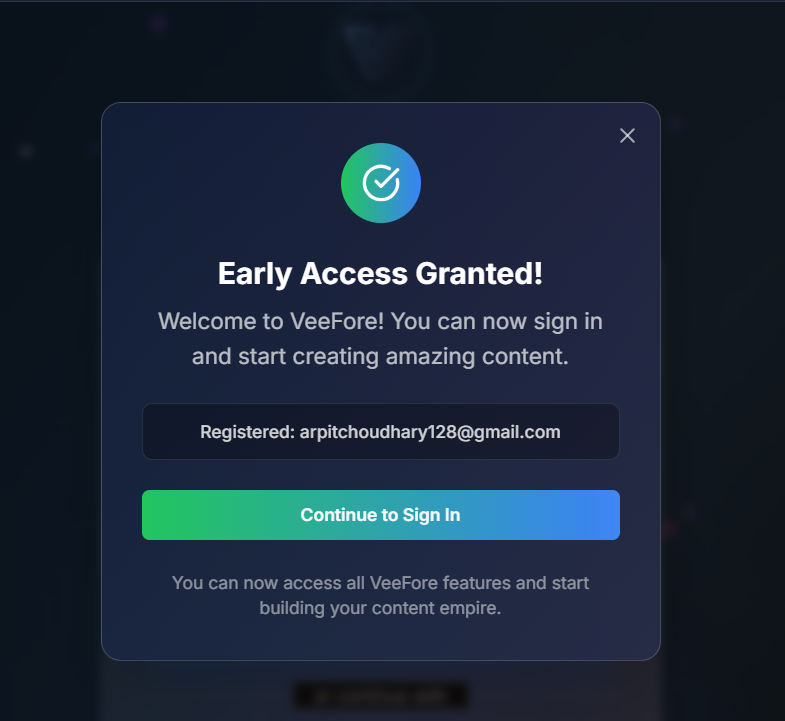 Early Access Granted!
Welcome to VeeFore! You can now sign in
and start creating amazing content.
Registered: arpitchoudhary128@gmail.com
Continue to Sign In
You can now access all VeeFore features and start
building your content empire.